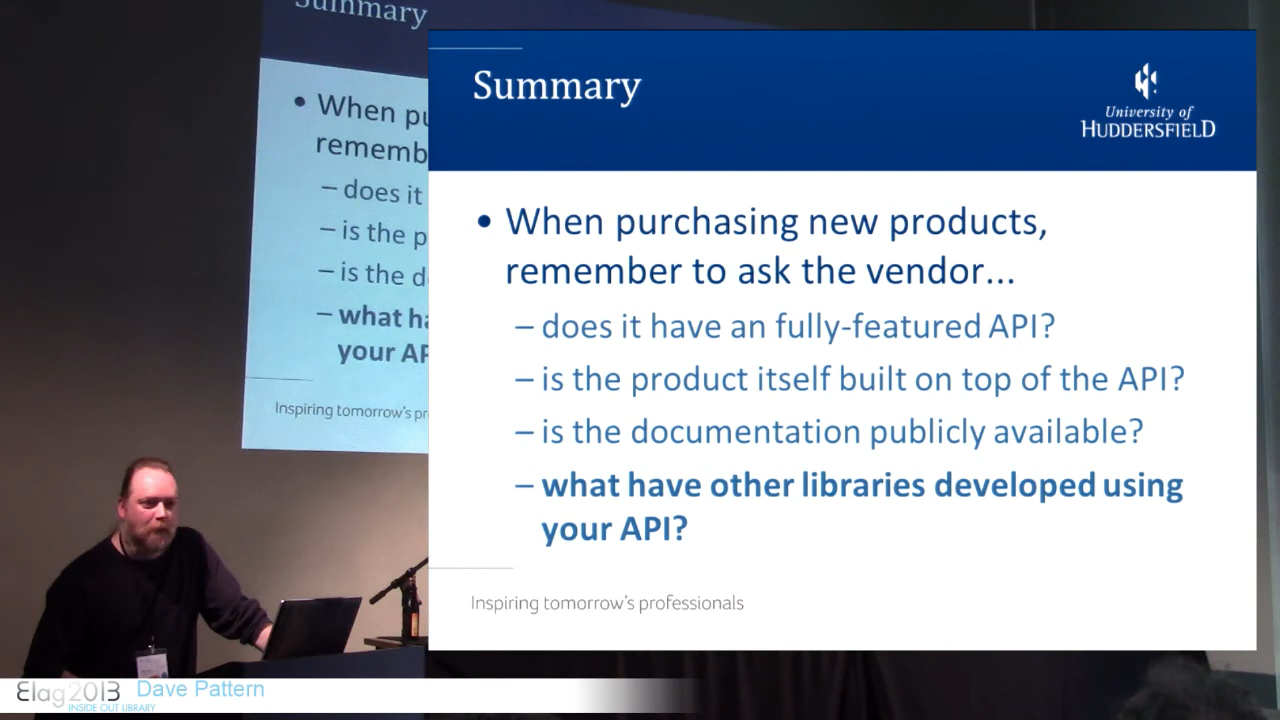 Summary
When pu
rememb
– does it
– is the p
– is the d
– what ha
your AP
Inspiring tomorrow's pr
Summary
University of
HUDDERSFIELD
• When purchasing new products,
remember to ask the vendor...
– does it have an fully-featured API?
– is the product itself built on top of the API?
– is the documentation publicly available?
– what have other libraries developed using
your API?
Inspiring tomorrow's professionals
Elag2013 Dave Pattern
INSIDE OUT LIBRARY